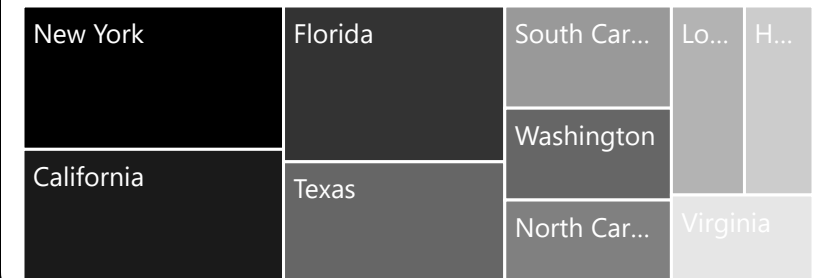 New York
California
Florida
Texas
South Car...
Washington
North Car...
Lo...
H...
Virginia